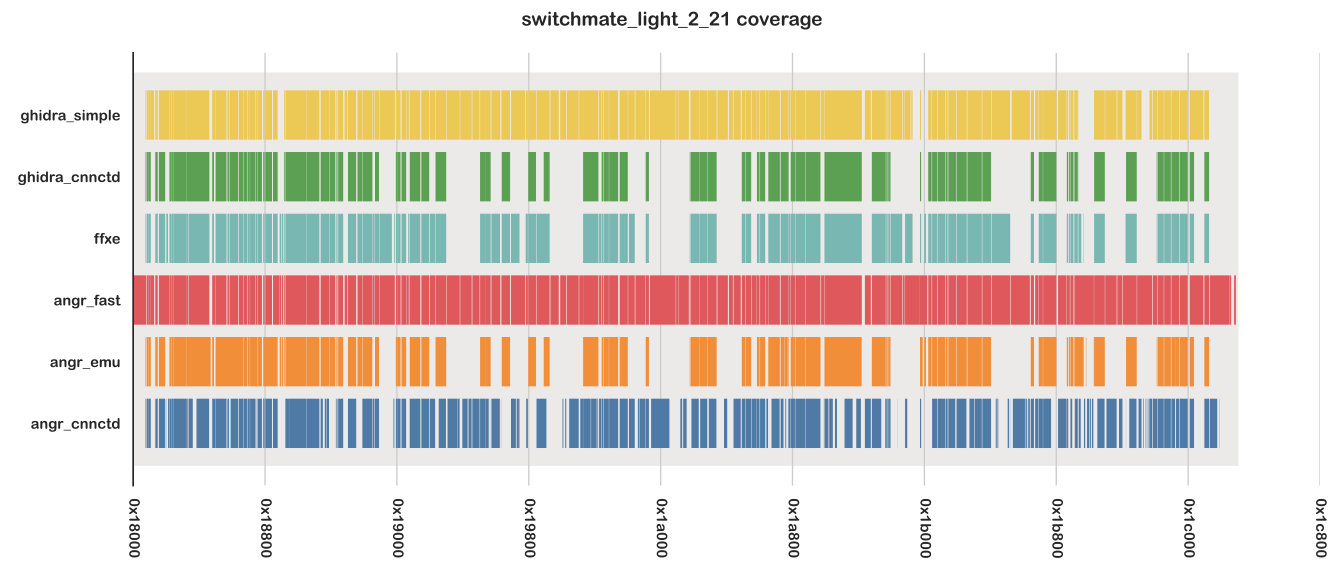 switchmate_light_2_21 coverage
ghidra_simple
ghidra_cnnctd
ffxe
angr_fast
angr_emu
angr_cnnctd
0x18000
0x18800
0x19000
0x19800
0x1a000
0x1a800
0x1b000
0x1b800
0x1c000
0x1c800